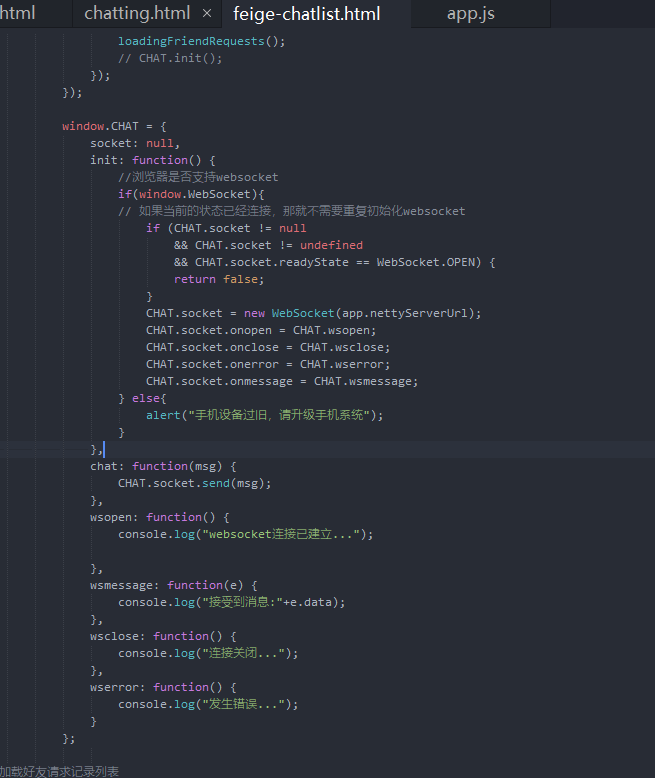 html chatting.html × feige-chatlist.html app.js
loadingFriendRequests();
// CHAT.init();
});
});
window.CHAT = {
socket: null,
init: function() {
//浏览器是否支持websocket
if(window.WebSocket){
// 如果当前的状态已经连接，那就不需要重复初始化websocket
if (CHAT.socket != null
&& CHAT.socket != undefined
&& CHAT.socket.readyState == WebSocket.OPEN) {
return false;
}
CHAT.socket = new WebSocket(app.nettyServerUrl);
CHAT.socket.onopen = CHAT.wsopen;
CHAT.socket.onclose = CHAT.wsclose;
CHAT.socket.onerror = CHAT.wserror;
CHAT.socket.onmessage = CHAT.wsmessage;
} else{
alert("手机设备过旧，请升级手机系统");
}
},
chat: function(msg) {
CHAT.socket.send(msg);
},
wsopen: function() {
console.log("websocket连接已建立...");
},
wsmessage: function(e) {
console.log("接受到消息:"+e.data);
},
wsclose: function() {
console.log("连接关闭...");
},
wserror: function() {
console.log("发生错误...");
}
};
加载好友请求记录列表